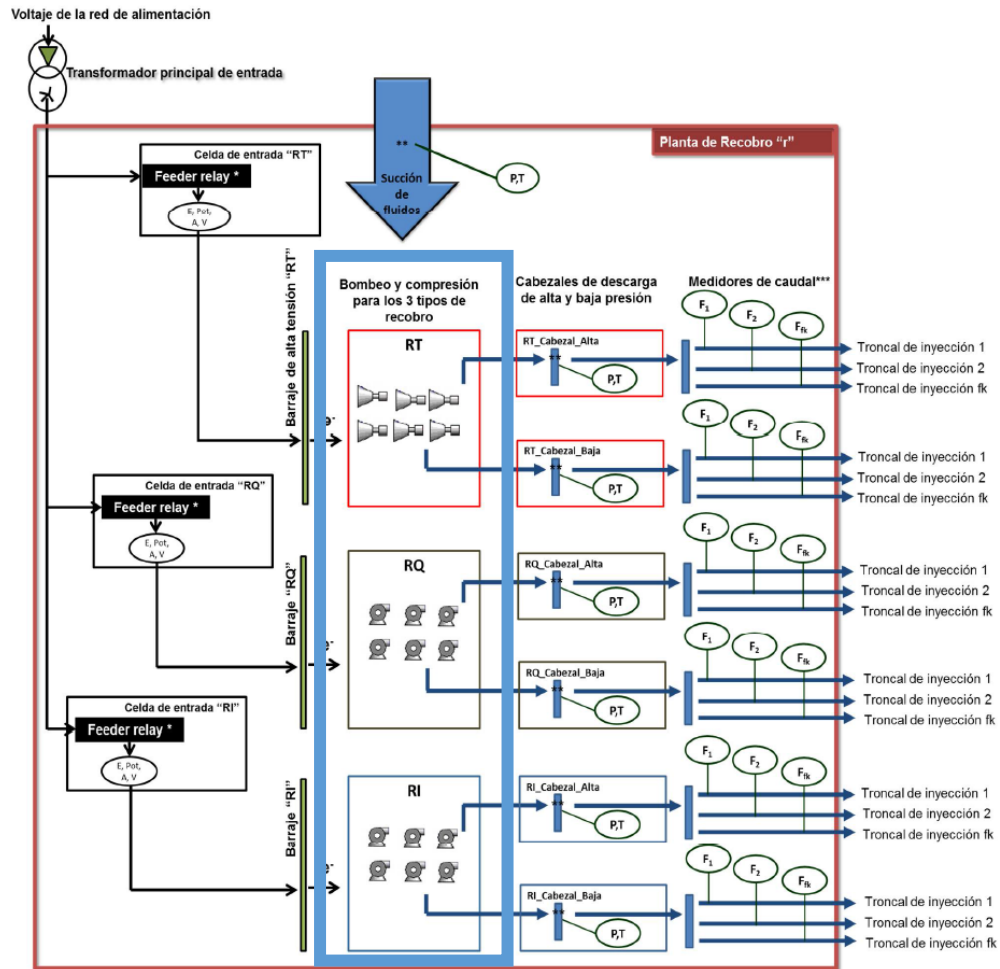 Voltaje de la red de alimentación
Transformador principal de entrada
Planta de Recobro "r"
Celda de entrada "RT"
Feeder relay *
E, Pot,
A, V
**
Succión
de
fluidos
P,T
Barraje de alta tensión "RT"
Bombeo y compresión
para los 3 tipos de
recobro
Cabezales de descarga
de alta y baja presión
Medidores de caudal***
RT
e-
RT_Cabezal_Alta
**
P,T
F1
F2
Ffk
Troncal de inyección 1
Troncal de inyección 2
Troncal de inyección fk
RT_Cabezal_Baja
**
P,T
F1
F2
Ffk
Troncal de inyección 1
Troncal de inyección 2
Troncal de inyección fk
Celda de entrada "RQ"
Feeder relay *
E, Pot,
A, V
Barraje "RQ"
e-
RQ
RQ_Cabezal_Alta
**
P,T
F1
F2
Ffk
Troncal de inyección 1
Troncal de inyección 2
Troncal de inyección fk
RQ_Cabezal_Baja
**
P,T
F1
F2
Ffk
Troncal de inyección 1
Troncal de inyección 2
Troncal de inyección fk
Celda de entrada "RI"
Feeder relay *
E, Pot,
A, V
Barraje "RI"
e-
RI
RI_Cabezal_Alta
**
P,T
F1
F2
Ffk
Troncal de inyección 1
Troncal de inyección 2
Troncal de inyección fk
RI_Cabezal_Baja
**
P,T
F1
F2
Ffk
Troncal de inyección 1
Troncal de inyección 2
Troncal de inyección fk